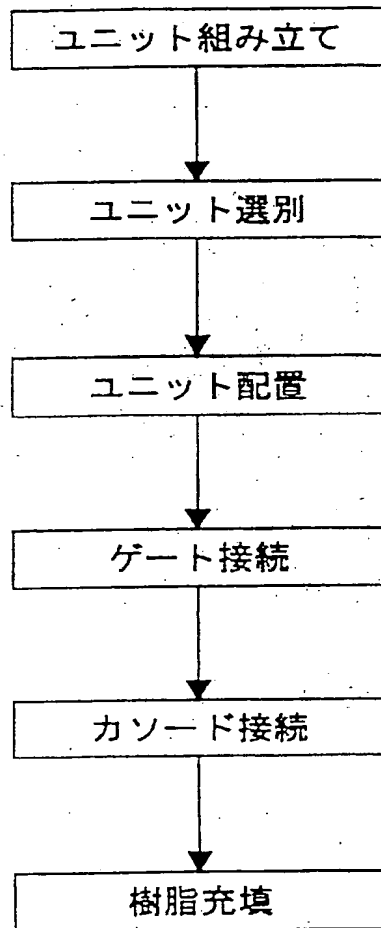 ユニット組み立て
ユニット選別
ユニット配置
ゲート接続
カソード接続
樹脂充填